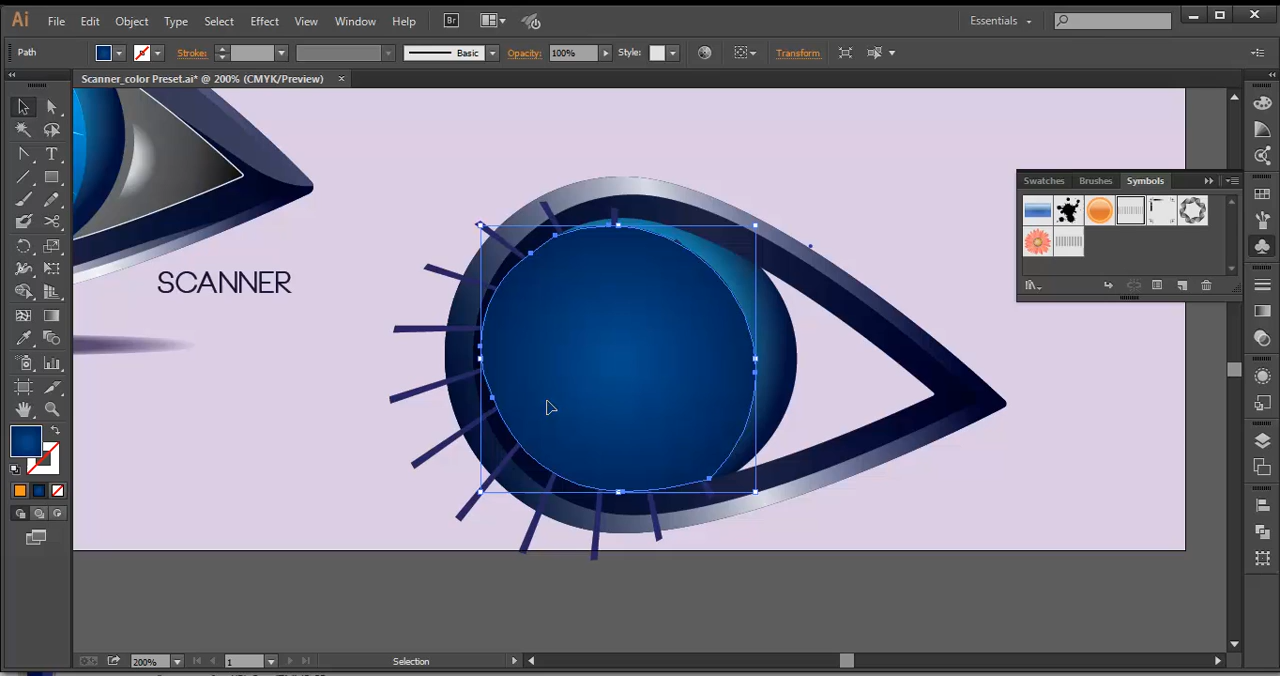 Ai File Edit Object Type Select Effect View Window Help Br Essentials
Path Stroke: Basic Opacity: 100% Style: Transform
Scanner_color Preset.ai* @ 200% (CMYK/Preview)
Swatches Brushes Symbols
SCANNER
200% 1 Selection